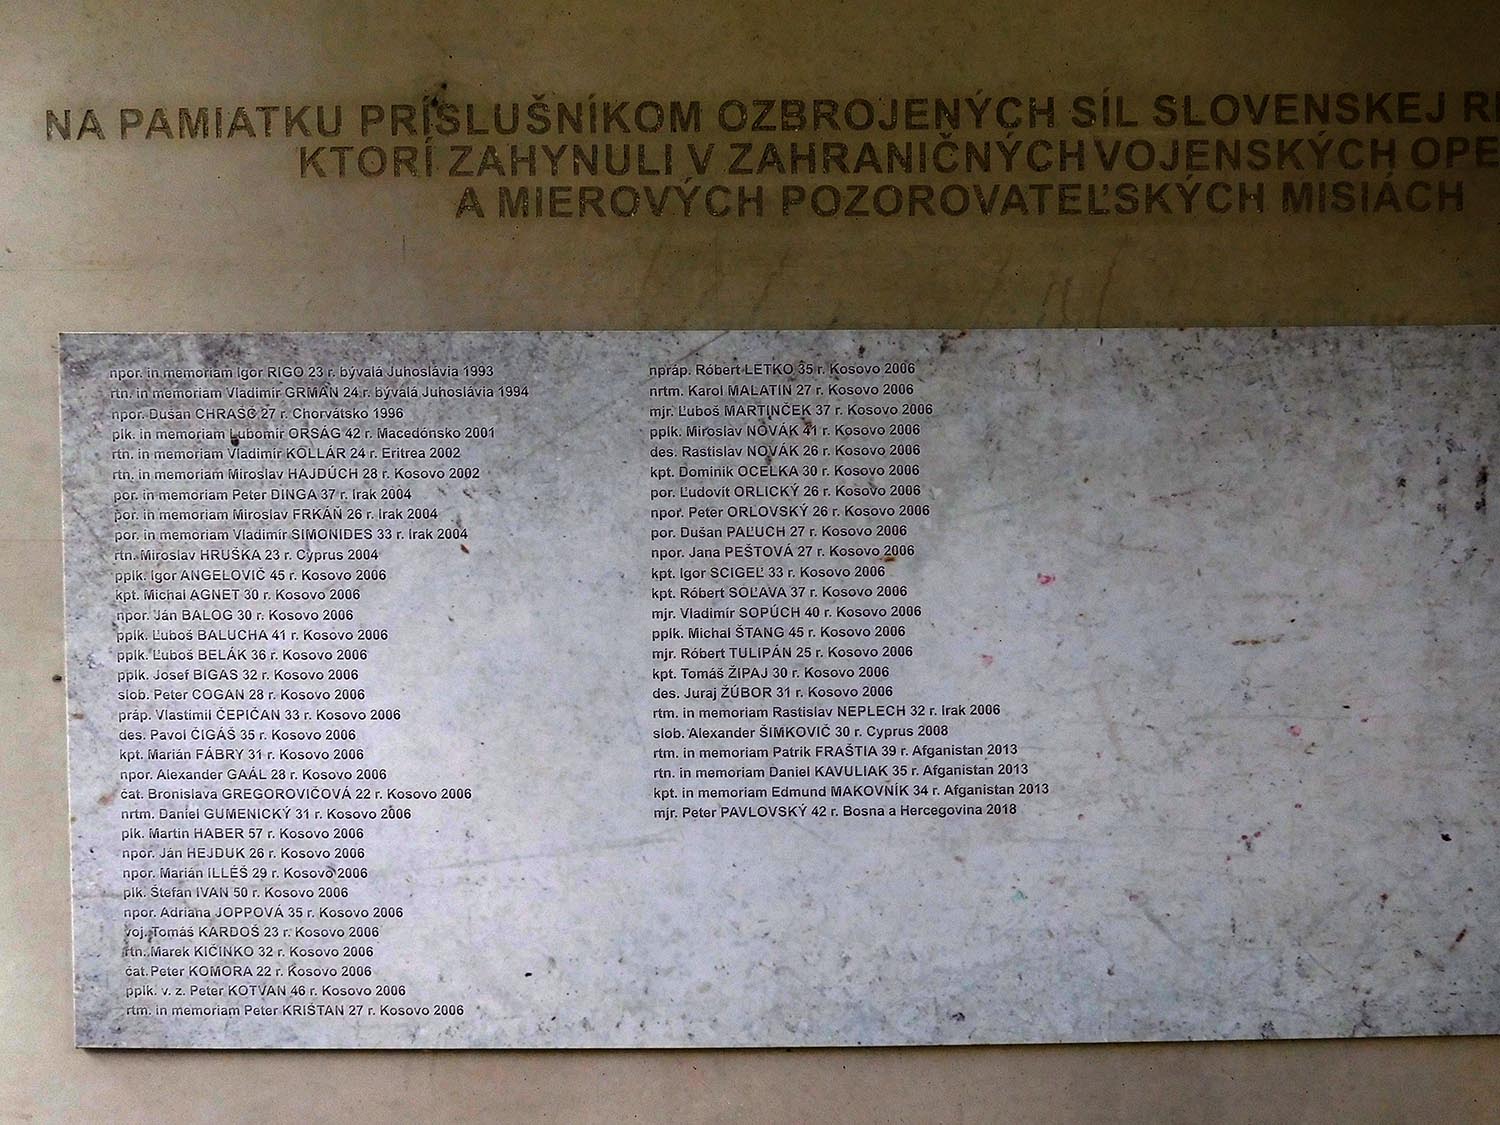 NA PAMIATKU PRÍSLUŠNÍKOM OZBROJENÝCH SÍL SLOVENSKEJ
KTORÍ ZAHYNULI V ZAHRANIČNÝCH VOJENSKÝCH
A MIEROVÝCH POZOROVATEĽSKÝCH MISIÁCH
npor. in memoriam Igor RIGO 23 r. bývalá Juhoslávia 1993
rtn. in memoriam Vladimír GRMAN 24 r. bývalá Juhoslávia 1994
npor. Dušan CHRAŠČ 27 r. Chorvátsko 1996
plk. in memoriam Ľubomír ORSÁG 42 r. Macedónsko 2001
rtn. in memoriam Vladimír KOLLÁR 24 r. Eritrea 2002
rtn. in memoriam Miroslav HAJDÚCH 28 r. Kosovo 2002
por. in memoriam Peter DINGA 37 r. Irak 2004
por. in memoriam Miroslav FRKÁŇ 26 r. Irak 2004
por. in memoriam Vladimír SIMONIDES 33 r. Irak 2004
rtn. Miroslav HRUŠKA 23 r. Cyprus 2004
pplk. Igor ANGELOVIČ 45 r. Kosovo 2006
kpt. Michal AGNET 30 r. Kosovo 2006
npor. Ján BALOG 30 r. Kosovo 2006
pplk. Ľuboš BALUCHA 41 r. Kosovo 2006
pplk. Ľuboš BELÁK 36 r. Kosovo 2006
pplk. Josef BIGAS 32 r. Kosovo 2006
slob. Peter COGAN 28 r. Kosovo 2006
práp. Vlastimil ČEPIČAN 33 r. Kosovo 2006
des. Pavol ČIGÁŠ 35 r. Kosovo 2006
kpt. Marián FÁBRY 31 r. Kosovo 2006
npor. Alexander GAÁL 28 r. Kosovo 2006
čat. Bronislava GREGOROVIČOVÁ 22 r. Kosovo 2006
nrtm. Daniel GUMENICKÝ 31 r. Kosovo 2006
plk. Martin HABER 57 r. Kosovo 2006
npor. Ján HEJDUK 26 r. Kosovo 2006
npor. Marián ILLÉŠ 29 r. Kosovo 2006
plk. Štefan IVAN 50 r. Kosovo 2006
npor. Adriana JOPPOVÁ 35 r. Kosovo 2006
voj. Tomáš KARDOŠ 23 r. Kosovo 2006
rtn. Marek KIČINKO 32 r. Kosovo 2006
čat. Peter KOMORA 22 r. Kosovo 2006
pplk. v. z. Peter KOTVAN 46 r. Kosovo 2006
rtm. in memoriam Peter KRIŠTAN 27 r. Kosovo 2006
npráp. Róbert LETKO 35 r. Kosovo 2006
nrtm. Karol MALATIN 27 r. Kosovo 2006
mjr. Ľuboš MARTINČEK 37 r. Kosovo 2006
pplk. Miroslav NOVÁK 41 r. Kosovo 2006
des. Rastislav NOVÁK 26 r. Kosovo 2006
kpt. Dominik OCELKA 30 r. Kosovo 2006
por. Ľudovít ORLICKÝ 26 r. Kosovo 2006
npor. Peter ORLOVSKÝ 26 r. Kosovo 2006
por. Dušan PAĽUCH 27 r. Kosovo 2006
npor. Jana PEŠTOVÁ 27 r. Kosovo 2006
kpt. Igor SCIGEĽ 33 r. Kosovo 2006
kpt. Róbert SOĽAVA 37 r. Kosovo 2006
mjr. Vladimír SOPÚCH 40 r. Kosovo 2006
pplk. Michal ŠTANG 45 r. Kosovo 2006
mjr. Róbert TULIPÁN 25 r. Kosovo 2006
kpt. Tomáš ŽIPAJ 30 r. Kosovo 2006
des. Juraj ŽÚBOR 31 r. Kosovo 2006
rtm. in memoriam Rastislav NEPLECH 32 r. Irak 2006
slob. Alexander ŠIMKOVIČ 30 r. Cyprus 2008
rtm. in memoriam Patrik FRAŠTIA 39 r. Afganistan 2013
rtn. in memoriam Daniel KAVULIAK 35 r. Afganistan 2013
kpt. in memoriam Edmund MAKOVNÍK 34 r. Afganistan 2013
mjr. Peter PAVLOVSKÝ 42 r. Bosna a Hercegovina 2018